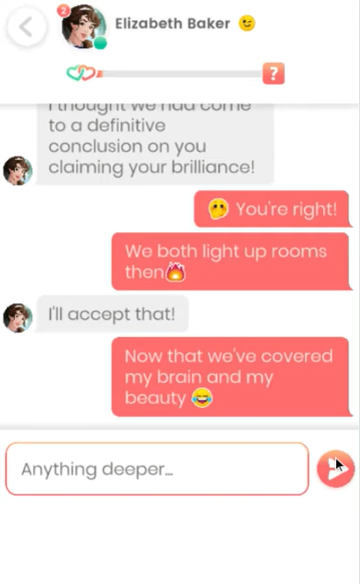 2
Elizabeth Baker 😉
?
I thought we had come
to a definitive
conclusion on you
claiming your brilliance!
🤭 You're right!
We both light up rooms
then🔥
I'll accept that!
Now that we've covered
my brain and my
beauty 😂
Anything deeper...